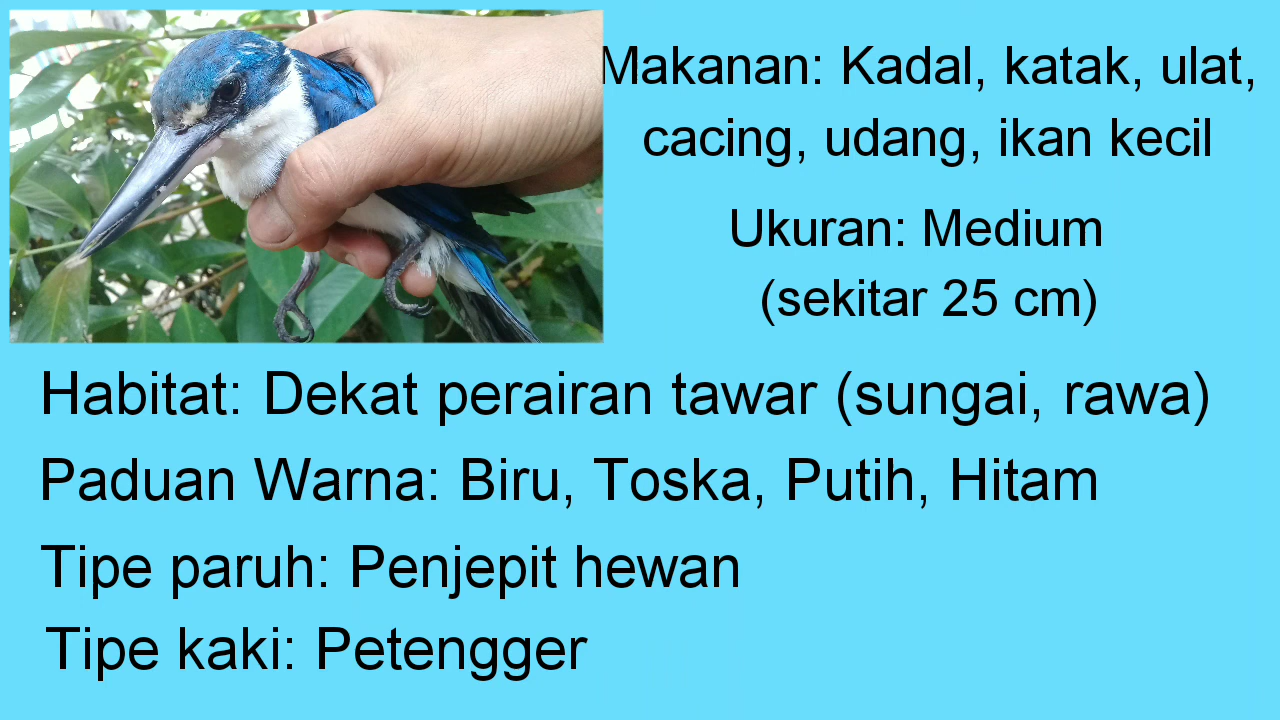 Makanan: Kadal, katak, ulat,
cacing, udang, ikan kecil
Ukuran: Medium
(sekitar 25 cm)
Habitat: Dekat perairan tawar (sungai, rawa)
Paduan Warna: Biru, Toska, Putih, Hitam
Tipe paruh: Penjepit hewan
Tipe kaki: Petengger